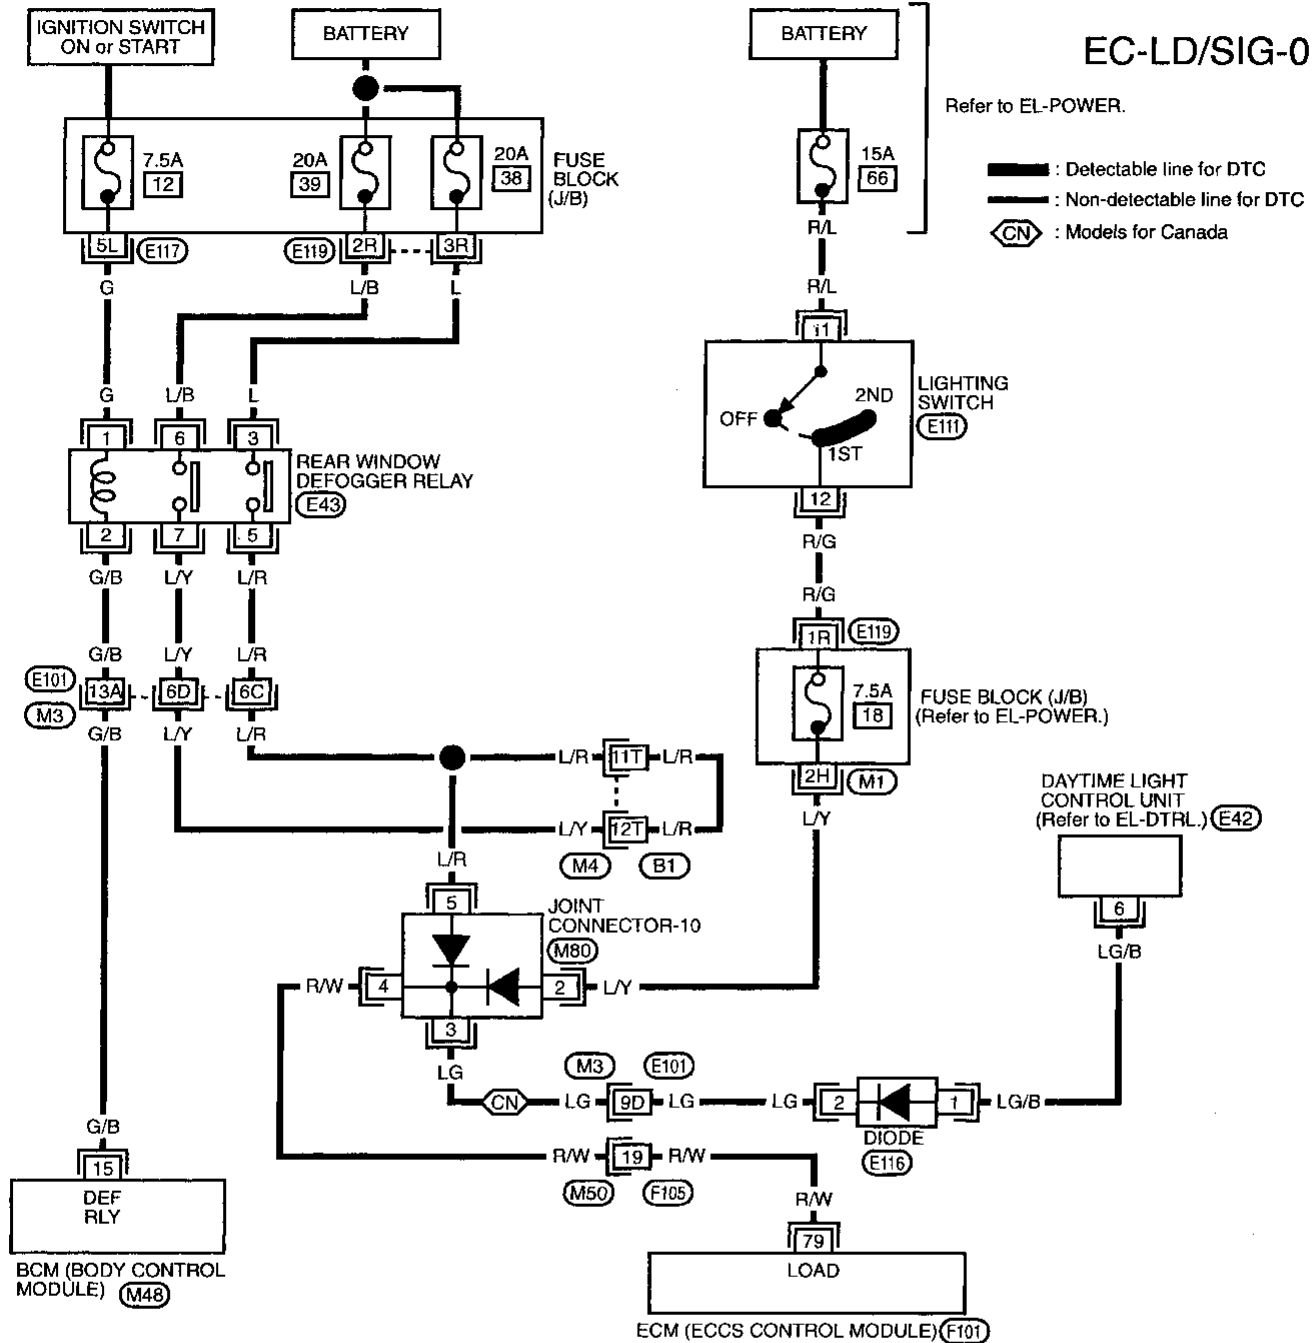 IGNITION SWITCH
ON or START
BATTERY
BATTERY
EC-LD/SIG-0
Refer to EL-POWER.
7.5A
12
20A
39
20A
38
FUSE
BLOCK
(J/B)
15A
66
: Detectable line for DTC
: Non-detectable line for DTC
CN : Models for Canada
5L
E117
E119
2R
3R
R/L
G
L/B
L
R/L
11
G
L/B
L
OFF
2ND
1ST
LIGHTING
SWITCH
E111
1
6
3
REAR WINDOW
DEFOGGER RELAY
E43
12
2
7
5
R/G
G/B
L/Y
L/R
R/G
1R
E119
G/B
L/Y
L/R
E101
M3
13A
6D
6C
7.5A
18
FUSE BLOCK (J/B)
(Refer to EL-POWER.)
G/B
L/Y
L/R
L/R
11T
L/R
2H
M1
L/Y
DAYTIME LIGHT
CONTROL UNIT
(Refer to EL-DTRL.)
E42
L/Y
12T
L/R
M4
B1
L/R
5
JOINT
CONNECTOR-10
M80
6
LG/B
R/W
4
2
L/Y
3
LG
M3
E101
CN
LG
9D
LG
LG
2
1
LG/B
DIODE
E116
G/B
R/W
19
R/W
M50
F105
15
DEF
RLY
R/W
79
LOAD
BCM (BODY CONTROL
MODULE)
M48
ECM (ECCS CONTROL MODULE)
F101